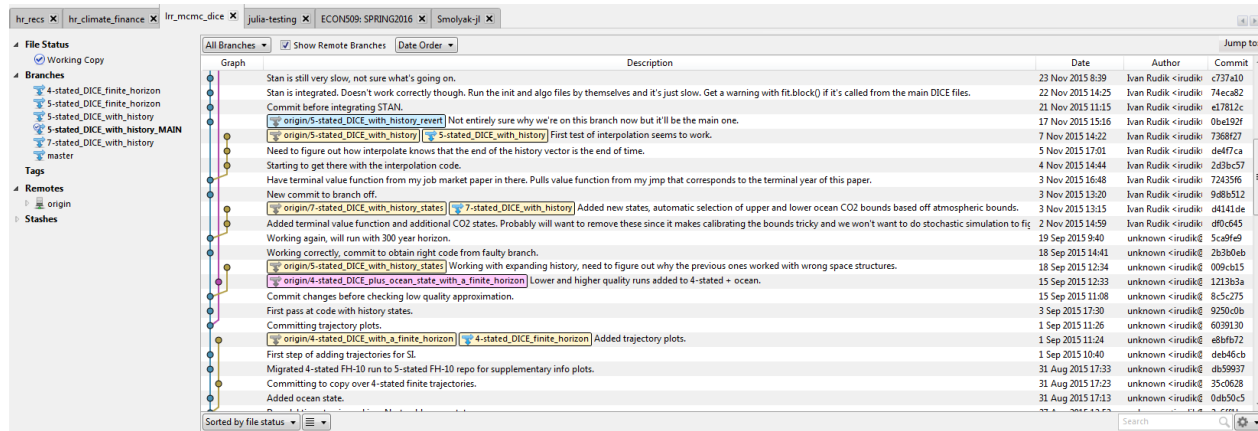 hr_recs hr_climate_finance lrr_mcmc_dice julia-testing ECON509: SPRING2016 Smolyak-jl
File Status
Working Copy
Branches
4-stated_DICE_finite_horizon
5-stated_DICE_finite_horizon
5-stated_DICE_with_history
5-stated_DICE_with_history_MAIN
7-stated_DICE_with_history
master
Tags
Remotes
origin
Stashes
All Branches Show Remote Branches Date Order Jump to
Graph Description Date Author Commit
Stan is still very slow, not sure what's going on. 23 Nov 2015 8:39 Ivan Rudik <irudik c737a10
Stan is integrated. Doesn't work correctly though. Run the init and algo files by themselves and it's just slow. Get a warning with fit.block() if it's called from the main DICE files. 22 Nov 2015 14:25 Ivan Rudik <irudik 74eca82
Commit before integrating STAN. 21 Nov 2015 11:15 Ivan Rudik <irudik e17812c
origin/5-stated_DICE_with_history_revert Not entirely sure why we're on this branch now but it'll be the main one. 17 Nov 2015 15:16 Ivan Rudik <irudik 0be192f
origin/5-stated_DICE_with_history 5-stated_DICE_with_history First test of interpolation seems to work. 7 Nov 2015 14:22 Ivan Rudik <irudik 7368f27
Need to figure out how interpolate knows that the end of the history vector is the end of time. 5 Nov 2015 17:01 Ivan Rudik <irudik de4f7ca
Starting to get there with the interpolation code. 4 Nov 2015 14:44 Ivan Rudik <irudik 2d3bc57
Have terminal value function from my job market paper in there. Pulls value function from my jmp that corresponds to the terminal year of this paper. 3 Nov 2015 16:48 Ivan Rudik <irudik 72435f6
New commit to branch off. 3 Nov 2015 13:20 Ivan Rudik <irudik 9d8b512
origin/7-stated_DICE_with_history_states 7-stated_DICE_with_history Added new states, automatic selection of upper and lower ocean CO2 bounds based off atmospheric bounds. 3 Nov 2015 13:15 Ivan Rudik <irudik d4141de
Added terminal value function and additional CO2 states. Probably will want to remove these since it makes calibrating the bounds tricky and we won't want to do stochastic simulation to fig 2 Nov 2015 14:59 Ivan Rudik <irudik df0c645
Working again, will run with 300 year horizon. 19 Sep 2015 9:40 unknown <irudik@ 5ca9fe9
Working correctly, commit to obtain right code from faulty branch. 18 Sep 2015 14:41 unknown <irudik@ 2b3b0eb
origin/5-stated_DICE_with_history_states Working with expanding history, need to figure out why the previous ones worked with wrong space structures. 18 Sep 2015 12:34 unknown <irudik@ 009cb15
origin/4-stated_DICE_plus_ocean_state_with_a_finite_horizon Lower and higher quality runs added to 4-stated + ocean. 15 Sep 2015 12:33 unknown <irudik@ 1213b3a
Commit changes before checking low quality approximation. 15 Sep 2015 11:08 unknown <irudik@ 8c5c275
First pass at code with history states. 3 Sep 2015 17:30 unknown <irudik@ 9250c0b
Committing trajectory plots. 1 Sep 2015 11:26 unknown <irudik@ 6039130
origin/4-stated_DICE_with_a_finite_horizon 4-stated_DICE_finite_horizon Added trajectory plots. 1 Sep 2015 11:24 unknown <irudik@ e8bfb72
First step of adding trajectories for SI. 1 Sep 2015 10:40 unknown <irudik@ deb46cb
Migrated 4-stated FH-10 run to 5-stated FH-10 repo for supplementary info plots. 31 Aug 2015 17:33 unknown <irudik@ db59937
Committing to copy over 4-stated finite trajectories. 31 Aug 2015 17:23 unknown <irudik@ 35c0628
Added ocean state. 31 Aug 2015 17:13 unknown <irudik@ 0db50c5
Sorted by file status Search